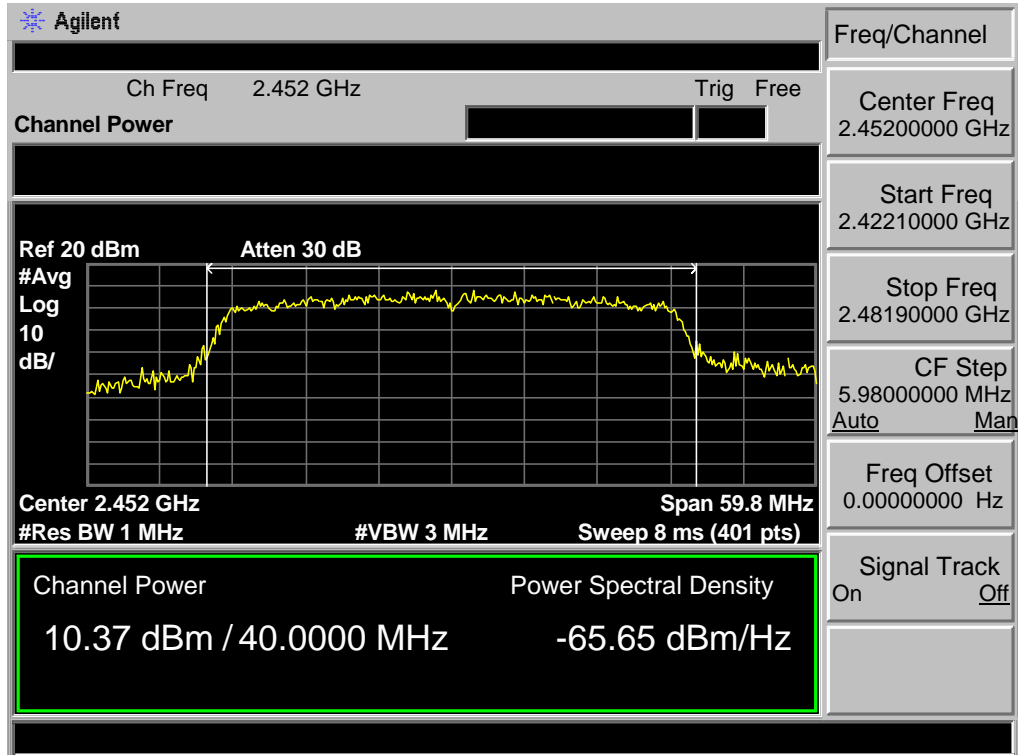 Agilent
Freq/Channel
Ch Freq 2.452 GHz Trig Free
Channel Power
Center Freq
2.45200000 GHz
Start Freq
2.42210000 GHz
Stop Freq
2.48190000 GHz
CF Step
5.98000000 MHz
Auto Man
Freq Offset
0.00000000 Hz
Signal Track
On Off
Ref 20 dBm Atten 30 dB
#Avg
Log
10
dB/
Center 2.452 GHz Span 59.8 MHz
#Res BW 1 MHz #VBW 3 MHz Sweep 8 ms (401 pts)
Channel Power Power Spectral Density
10.37 dBm / 40.0000 MHz -65.65 dBm/Hz